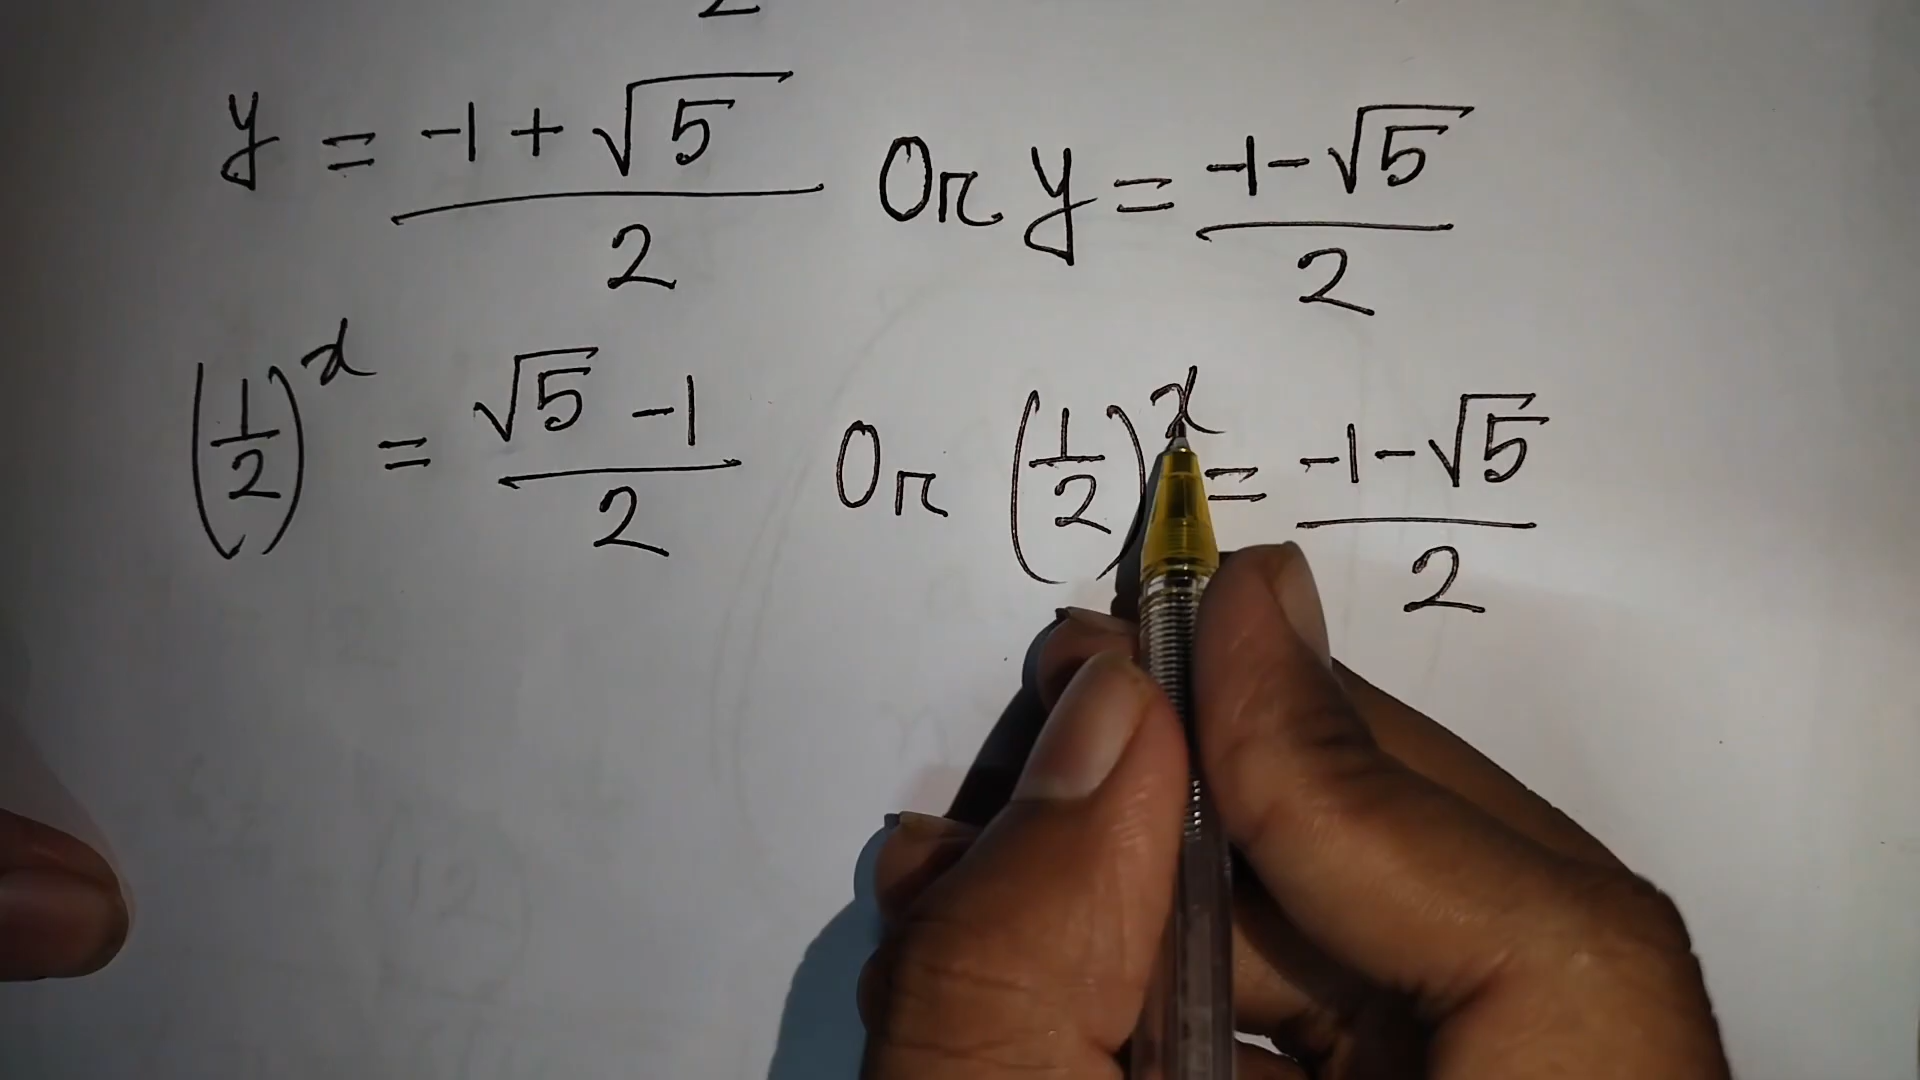 y = (-1 + √5)/2 Or y = (-1 - √5)/2
(1/2)^x = (√5 - 1)/2 Or (1/2)^x = (-1 - √5)/2